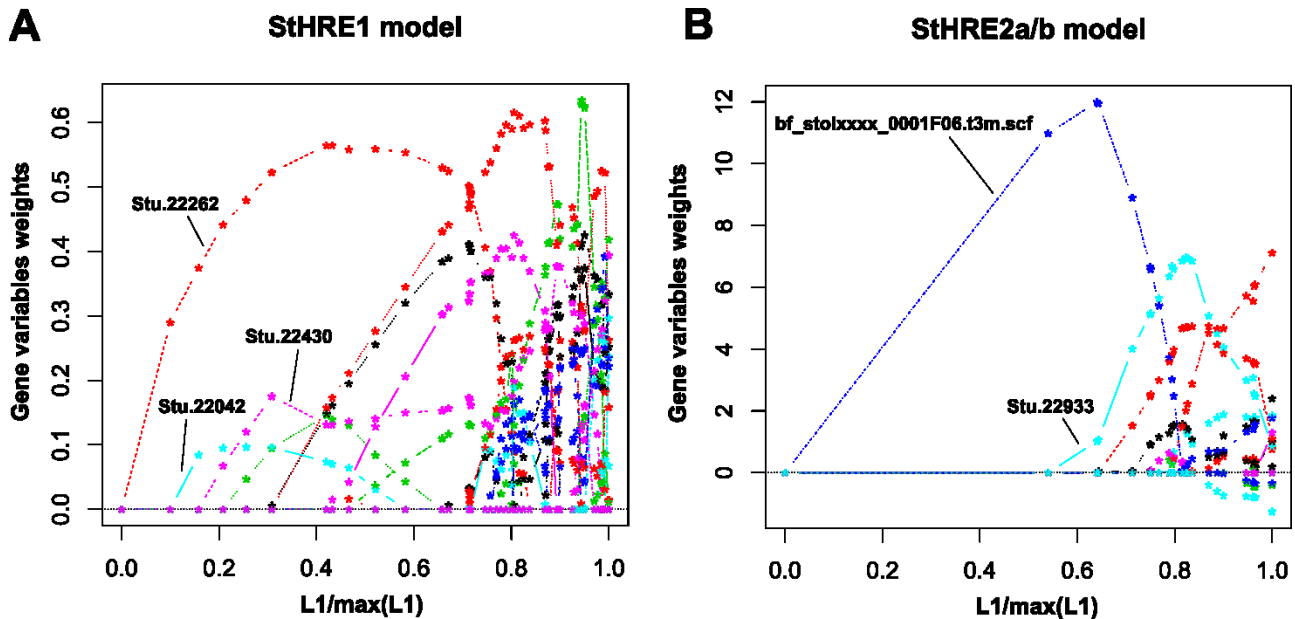 A
StHRE1 model
Gene variables weights
0.6
0.5
0.4
0.3
0.2
0.1
0.0
Stu.22262
Stu.22430
Stu.22042
0.0 0.2 0.4 0.6 0.8 1.0
L1/max(L1)
B
StHRE2a/b model
Gene variables weights
12
10
8
6
4
2
0
bf_stolxxxx_0001F06.t3m.scf
Stu.22933
0.0 0.2 0.4 0.6 0.8 1.0
L1/max(L1)